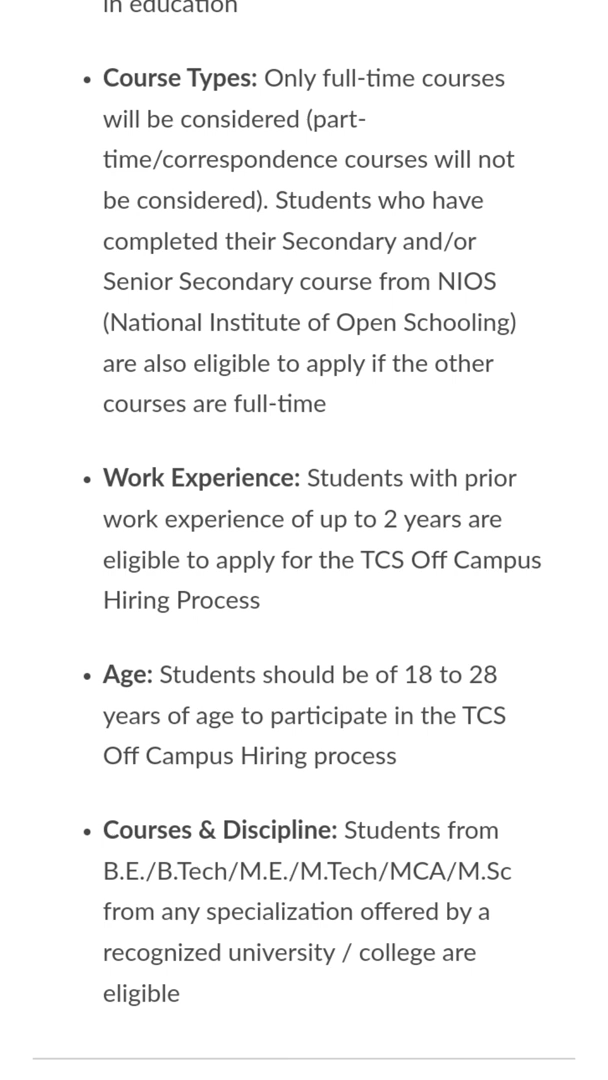 in education
• Course Types: Only full-time courses
will be considered (part-
time/correspondence courses will not
be considered). Students who have
completed their Secondary and/or
Senior Secondary course from NIOS
(National Institute of Open Schooling)
are also eligible to apply if the other
courses are full-time
• Work Experience: Students with prior
work experience of up to 2 years are
eligible to apply for the TCS Off Campus
Hiring Process
• Age: Students should be of 18 to 28
years of age to participate in the TCS
Off Campus Hiring process
• Courses & Discipline: Students from
B.E./B.Tech/M.E./M.Tech/MCA/M.Sc
from any specialization offered by a
recognized university / college are
eligible